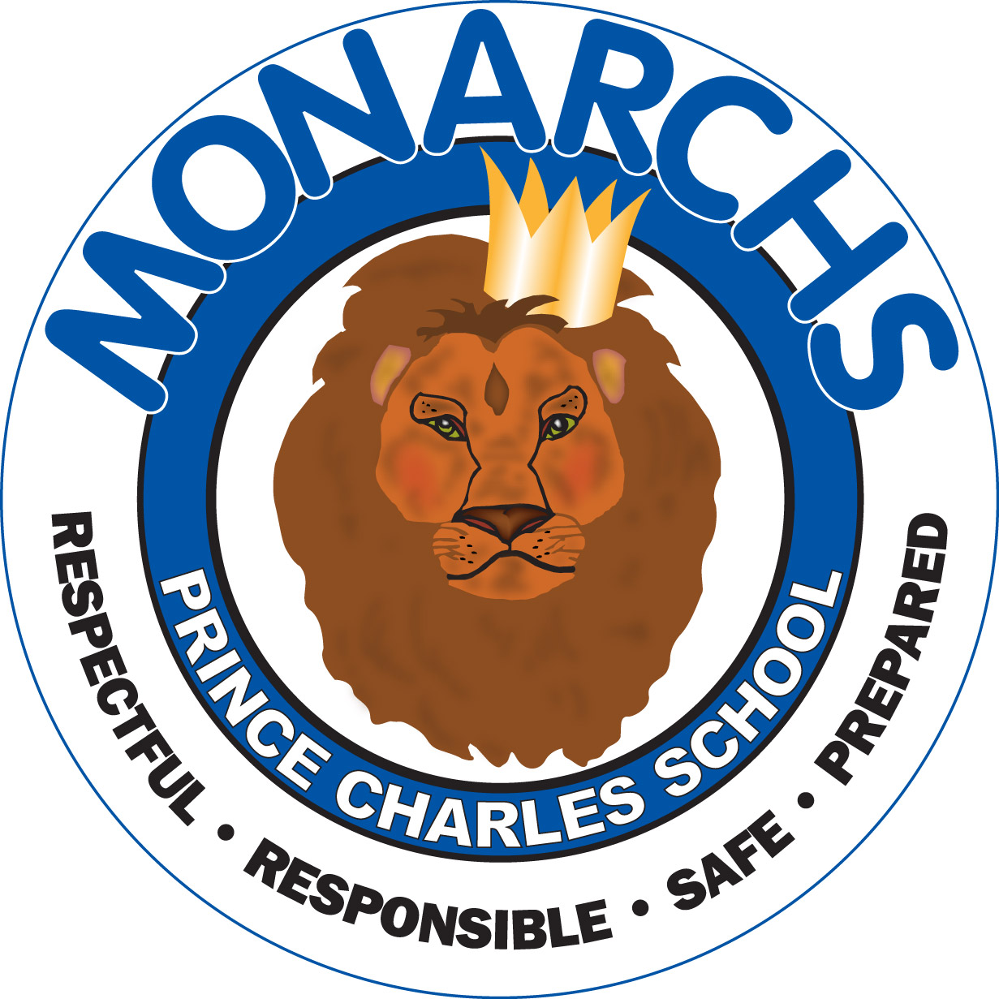 MONARCHS
PRINCE CHARLES SCHOOL
RESPECTFUL • RESPONSIBLE • SAFE • PREPARED